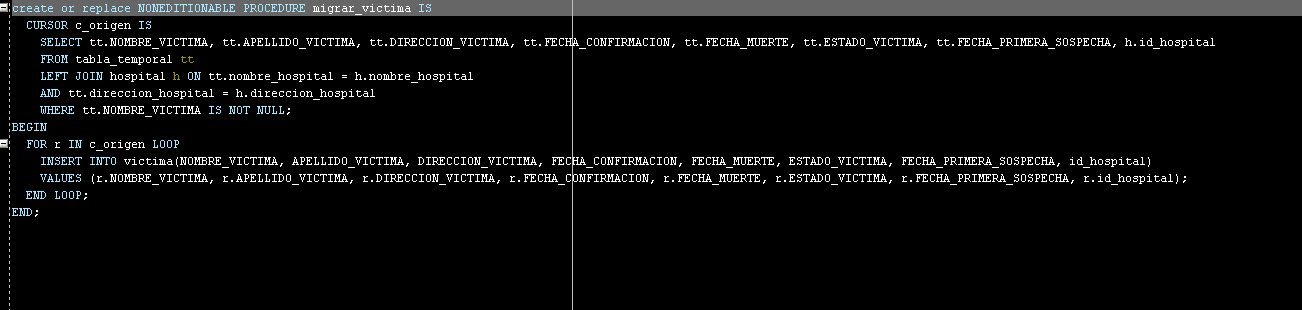 create or replace NONEDITIONABLE PROCEDURE migrar_victima IS
CURSOR c_origen IS
SELECT tt.NOMBRE_VICTIMA, tt.APELLIDO_VICTIMA, tt.DIRECCION_VICTIMA, tt.FECHA_CONFIRMACION, tt.FECHA_MUERTE, tt.ESTADO_VICTIMA, tt.FECHA_PRIMERA_SOSPECHA, h.id_hospital
FROM tabla_temporal tt
LEFT JOIN hospital h ON tt.nombre_hospital = h.nombre_hospital
AND tt.direccion_hospital = h.direccion_hospital
WHERE tt.NOMBRE_VICTIMA IS NOT NULL;
BEGIN
FOR r IN c_origen LOOP
INSERT INTO victima(NOMBRE_VICTIMA, APELLIDO_VICTIMA, DIRECCION_VICTIMA, FECHA_CONFIRMACION, FECHA_MUERTE, ESTADO_VICTIMA, FECHA_PRIMERA_SOSPECHA, id_hospital)
VALUES (r.NOMBRE_VICTIMA, r.APELLIDO_VICTIMA, r.DIRECCION_VICTIMA, r.FECHA_CONFIRMACION, r.FECHA_MUERTE, r.ESTADO_VICTIMA, r.FECHA_PRIMERA_SOSPECHA, r.id_hospital);
END LOOP;
END;